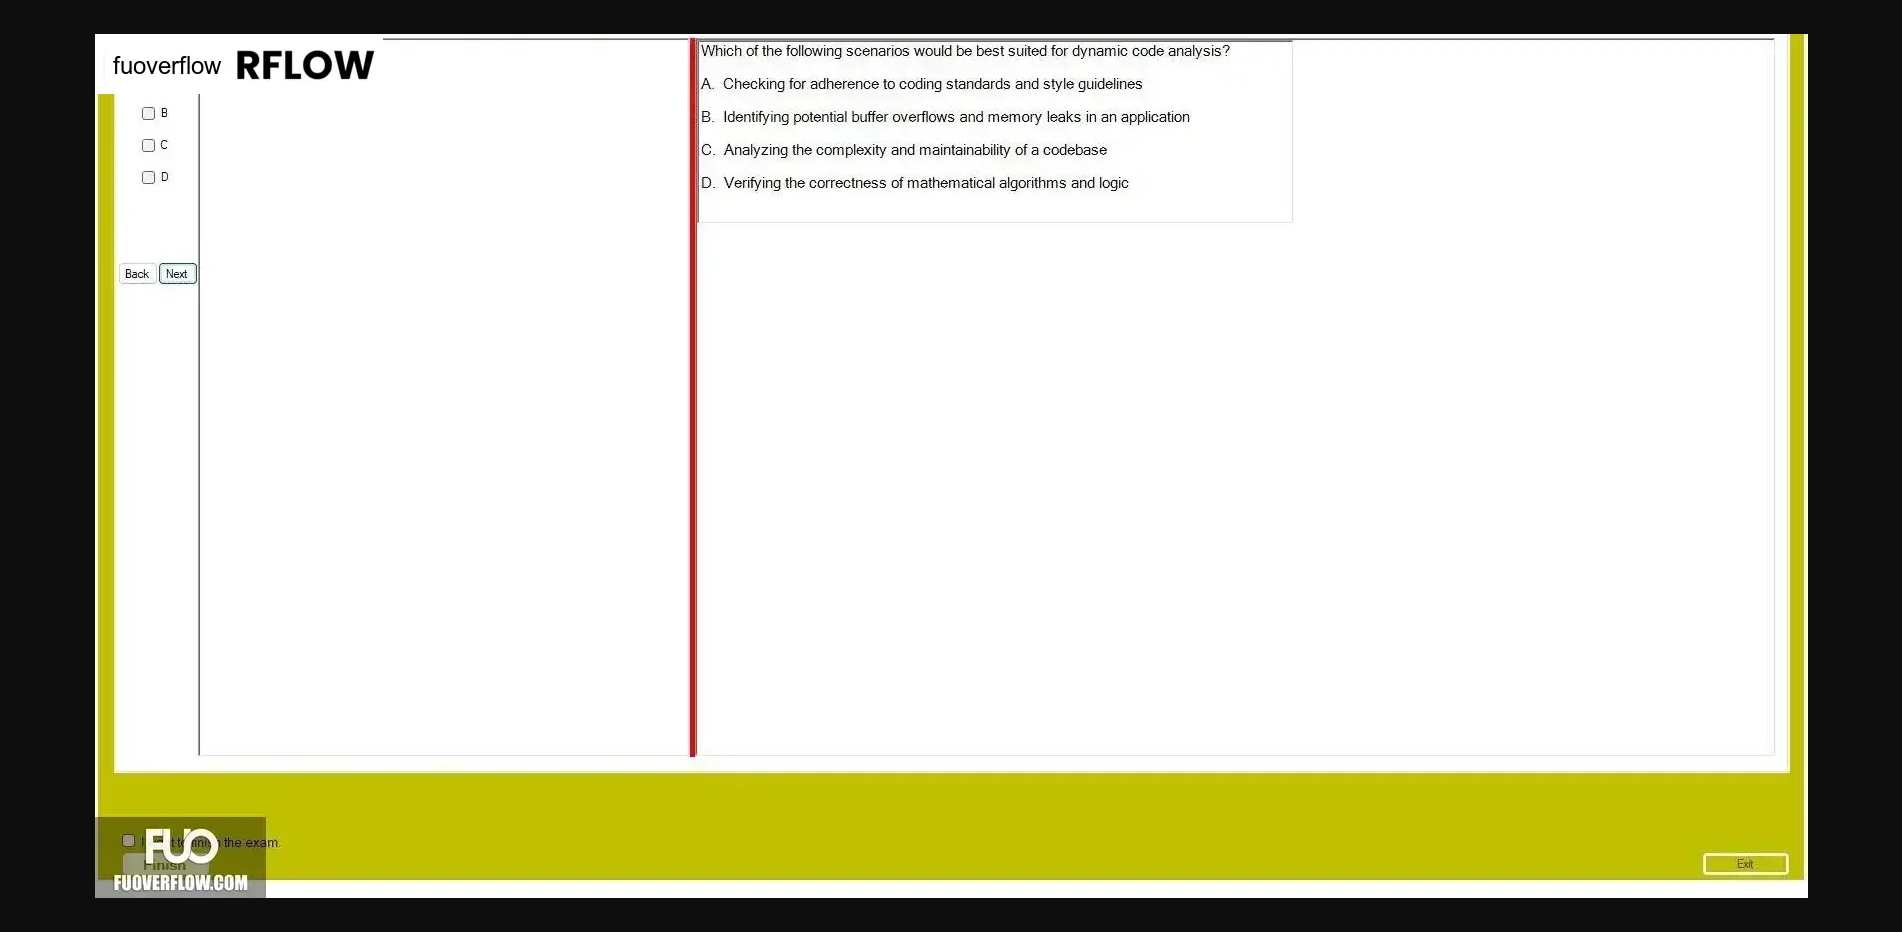 fuoverflow RFLOW
B
C
D
Back Next
Which of the following scenarios would be best suited for dynamic code analysis?
A. Checking for adherence to coding standards and style guidelines
B. Identifying potential buffer overflows and memory leaks in an application
C. Analyzing the complexity and maintainability of a codebase
D. Verifying the correctness of mathematical algorithms and logic
the exam.
FUO
Finish
FUOVERFLOW.COM
Exit